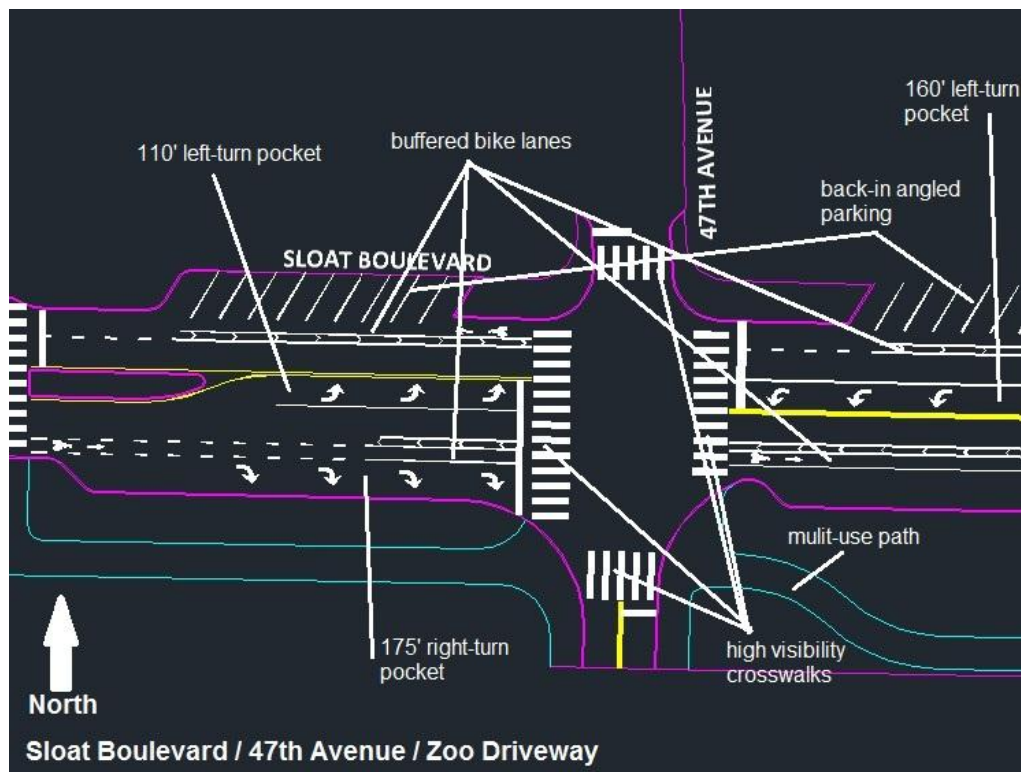 160' left-turn
pocket
buffered bike lanes
110' left-turn pocket
47TH AVENUE
back-in angled
parking
SLOAT BOULEVARD
mulit-use path
175' right-turn
pocket
high visibility
crosswalks
North
Sloat Boulevard / 47th Avenue / Zoo Driveway